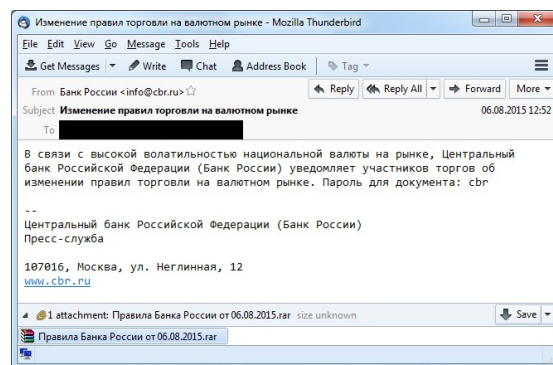 Изменение правил торговли на валютном рынке - Mozilla Thunderbird
File Edit View Go Message Tools Help
Get Messages Write Chat Address Book Tag
From Банк России <info@cbr.ru> Reply Reply All Forward More
Subject Изменение правил торговли на валютном рынке 06.08.2015 12:52
To
В связи с высокой волатильностью национальной валюты на рынке, Центральный
банк Российской Федерации (Банк России) уведомляет участников торгов об
изменении правил торговли на валютном рынке. Пароль для документа: cbr
--
Центральный банк Российской Федерации (Банк России)
Пресс-служба
107016, Москва, ул. Неглинная, 12
www.cbr.ru
1 attachment: Правила Банка России от 06.08.2015.rar size unknown Save
Правила Банка России от 06.08.2015.rar